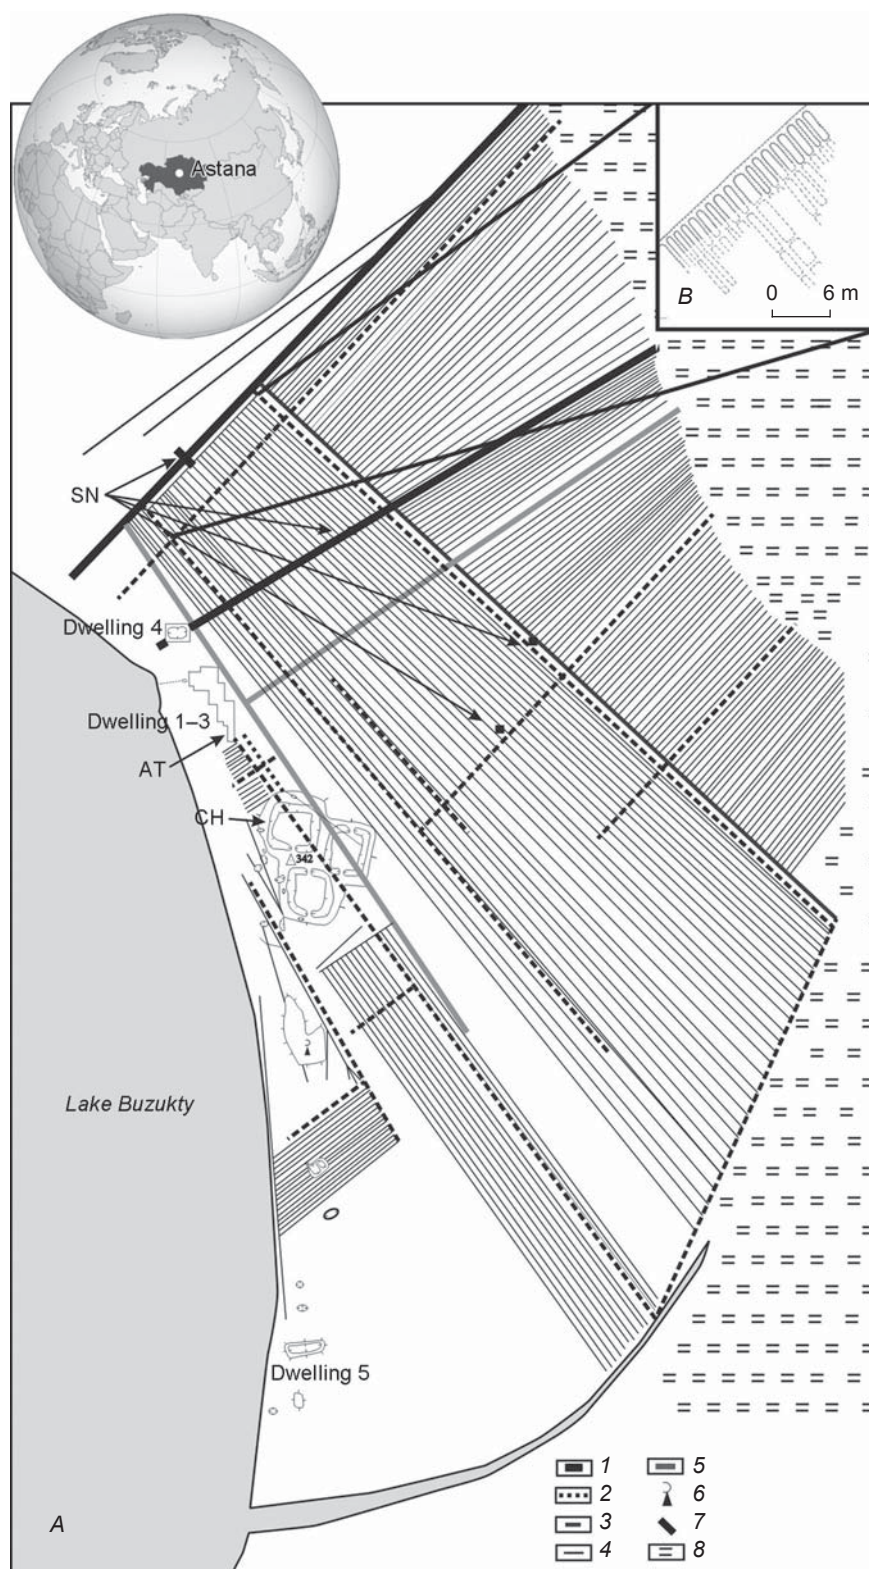 Astana
B
0 6 m
SN
Dwelling 4
Dwelling 1–3
AT
CH
342
Lake Buzukty
Dwelling 5
A
1
2
3
4
5
6
7
8